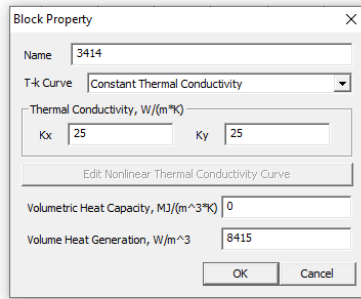 Block Property
Name 3414
T-k Curve Constant Thermal Conductivity
Thermal Conductivity, W/(m*K)
Kx 25 Ky 25
Edit Nonlinear Thermal Conductivity Curve
Volumetric Heat Capacity, MJ/(m^3*K) 0
Volume Heat Generation, W/m^3 8415
OK Cancel